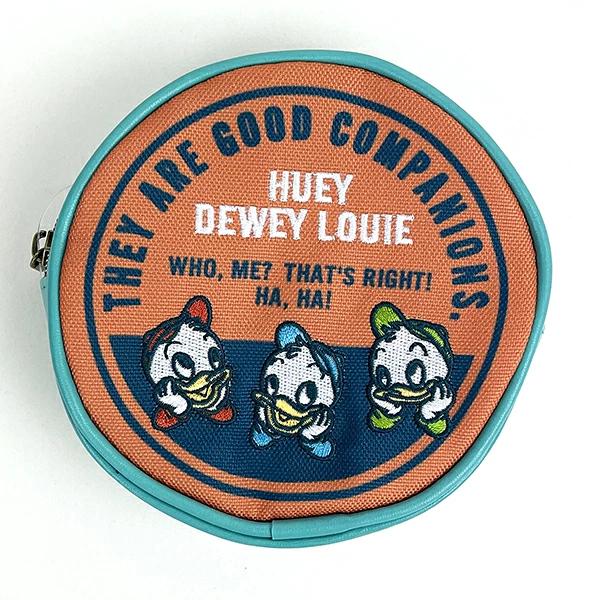 THEY ARE GOOD COMPANIONS.
HUEY
DEWEY LOUIE
WHO, ME? THAT'S RIGHT!
HA, HA!